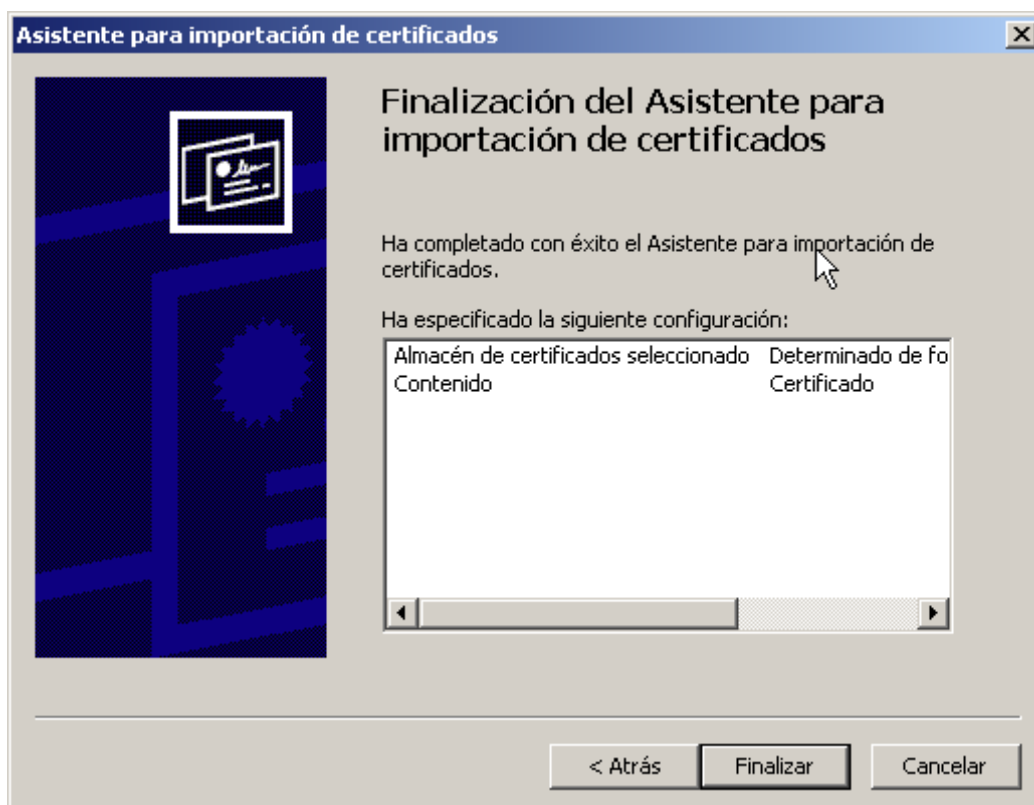 Asistente para importación de certificados
Finalización del Asistente para
importación de certificados
Ha completado con éxito el Asistente para importación de
certificados.
Ha especificado la siguiente configuración:
Almacén de certificados seleccionado Determinado de fo
Contenido Certificado
< Atrás Finalizar Cancelar